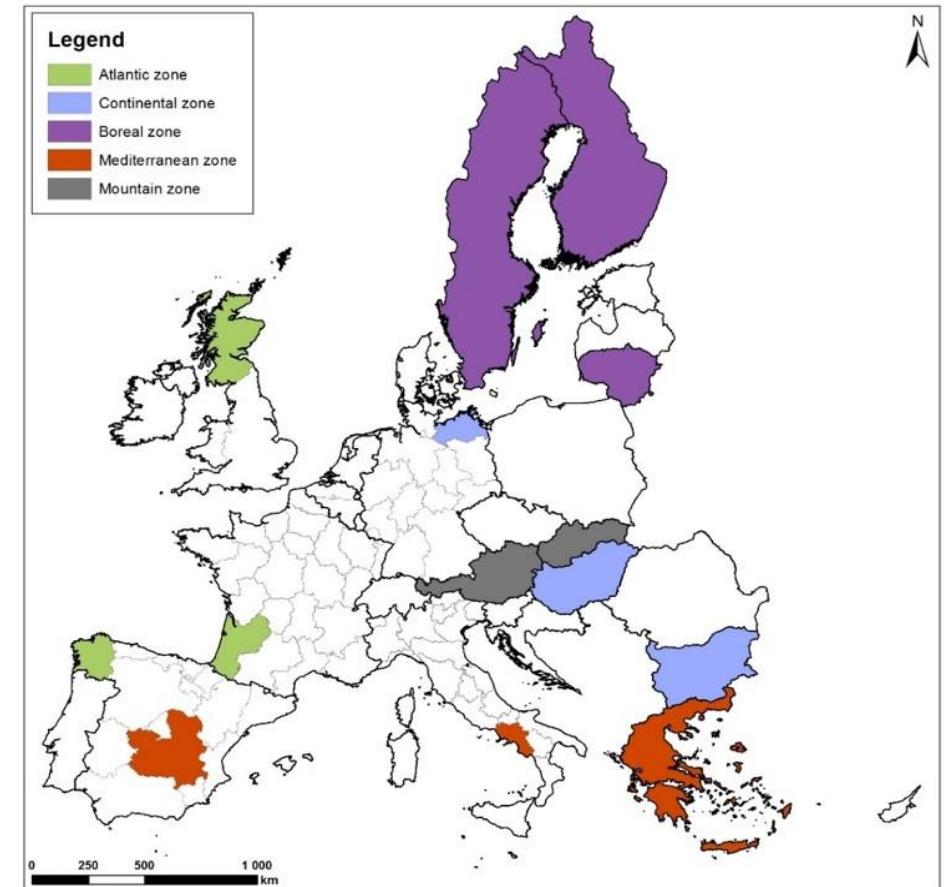 Legend
Atlantic zone
Continental zone
Boreal zone
Mediterranean zone
Mountain zone
N
0 250 500 1 000
km